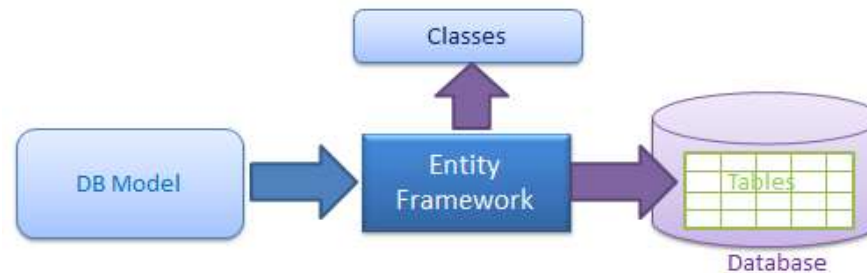 Classes
DB Model
Entity
Framework
Tables
Database